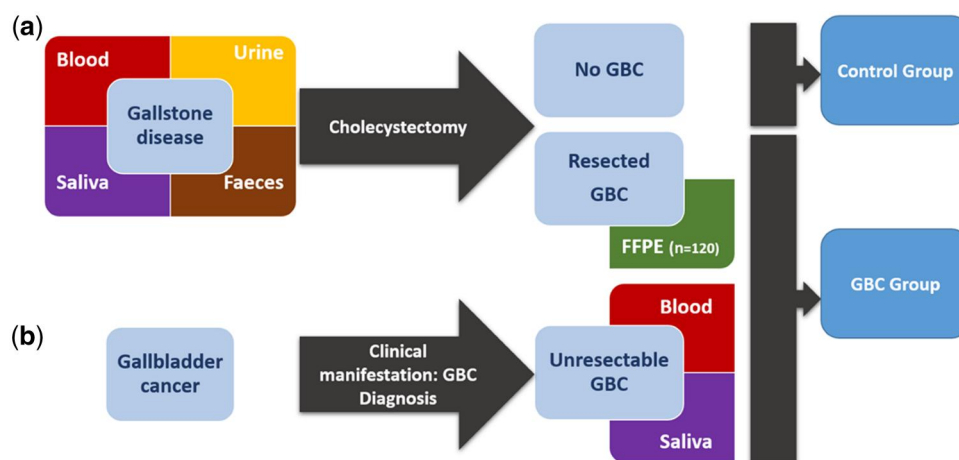 (a)
Blood
Urine
Gallstone
disease
Saliva
Faeces
Cholecystectomy
No GBC
Resected
GBC
FFPE (n=120)
Control Group
(b)
Gallbladder
cancer
Clinical
manifestation: GBC
Diagnosis
Blood
Unresectable
GBC
Saliva
GBC Group